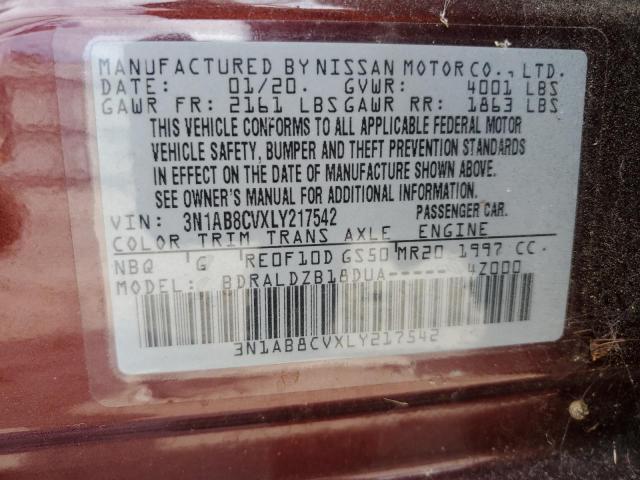 MANUFACTURED BY NISSAN MOTOR CO., LTD.
DATE: 01/20. GVWR: 4001 LBS
GAWR FR: 2161 LBS GAWR RR: 1863 LBS
THIS VEHICLE CONFORMS TO ALL APPLICABLE FEDERAL MOTOR
VEHICLE SAFETY, BUMPER AND THEFT PREVENTION STANDARDS
IN EFFECT ON THE DATE OF MANUFACTURE SHOWN ABOVE.
SEE OWNER'S MANUAL FOR ADDITIONAL INFORMATION.
VIN: 3N1AB8CVXLY217542 PASSENGER CAR.
COLOR TRIM TRANS AXLE ENGINE
NBQ G RE0F10D GS50 MR20 1997 CC
MODEL: BDRALDZB18DUA----- 4Z000
3N1AB8CVXLY217542